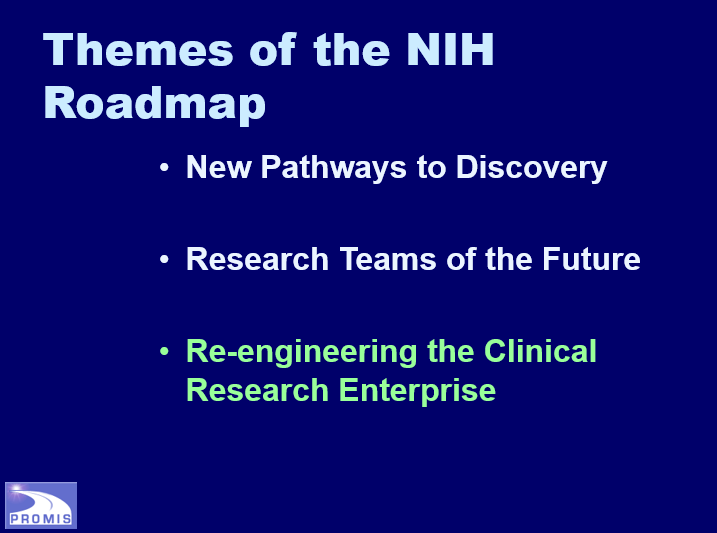 Themes of the NIH
Roadmap
• New Pathways to Discovery
• Research Teams of the Future
• Re-engineering the Clinical
Research Enterprise
PROMIS